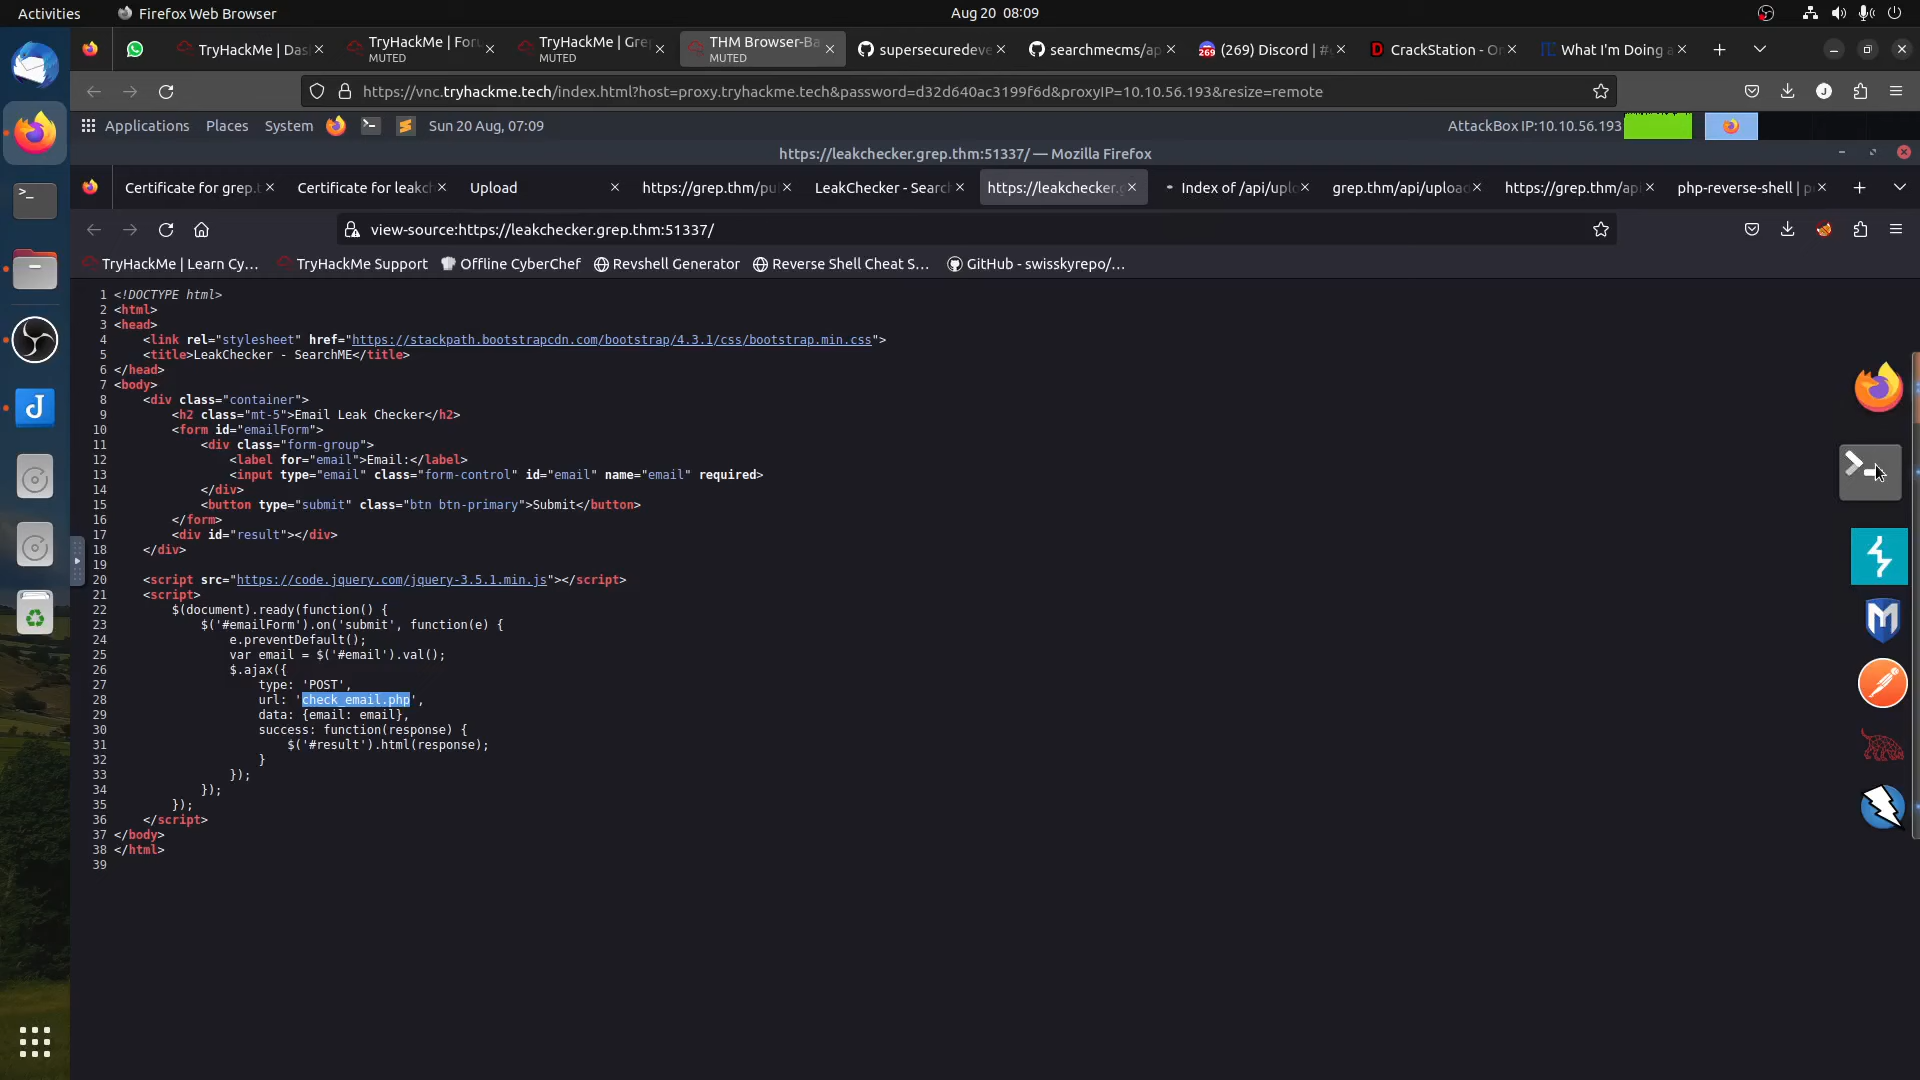 Activities Firefox Web Browser Aug 20 08:09
TryHackMe | Das
TryHackMe | For MUTED
TryHackMe | Gre MUTED
THM Browser-Ba MUTED
supersecuredeve
searchmecms/ap
(269) Discord | #
CrackStation - On
What I'm Doing a
https://vnc.tryhackme.tech/index.html?host=proxy.tryhackme.tech&password=d32d640ac3199f6d&proxyIP=10.10.56.193&resize=remote
Applications Places System Sun 20 Aug, 07:09 AttackBox IP:10.10.56.193
https://leakchecker.grep.thm:51337/ — Mozilla Firefox
Certificate for grep.t Certificate for leakch Upload https://grep.thm/pu LeakChecker - Search https://leakchecker.g Index of /api/uplo grep.thm/api/uploa https://grep.thm/ap php-reverse-shell | p
view-source:https://leakchecker.grep.thm:51337/
TryHackMe | Learn Cy… TryHackMe Support Offline CyberChef Revshell Generator Reverse Shell Cheat S… GitHub - swisskyrepo/…
1 <!DOCTYPE html>
2 <html>
3 <head>
4 <link rel="stylesheet" href="https://stackpath.bootstrapcdn.com/bootstrap/4.3.1/css/bootstrap.min.css">
5 <title>LeakChecker - SearchME</title>
6 </head>
7 <body>
8 <div class="container">
9 <h2 class="mt-5">Email Leak Checker</h2>
10 <form id="emailForm">
11 <div class="form-group">
12 <label for="email">Email:</label>
13 <input type="email" class="form-control" id="email" name="email" required>
14 </div>
15 <button type="submit" class="btn btn-primary">Submit</button>
16 </form>
17 <div id="result"></div>
18 </div>
19
20 <script src="https://code.jquery.com/jquery-3.5.1.min.js"></script>
21 <script>
22 $(document).ready(function() {
23 $('#emailForm').on('submit', function(e) {
24 e.preventDefault();
25 var email = $('#email').val();
26 $.ajax({
27 type: 'POST',
28 url: 'check_email.php',
29 data: {email: email},
30 success: function(response) {
31 $('#result').html(response);
32 }
33 });
34 });
35 });
36 </script>
37 </body>
38 </html>
39